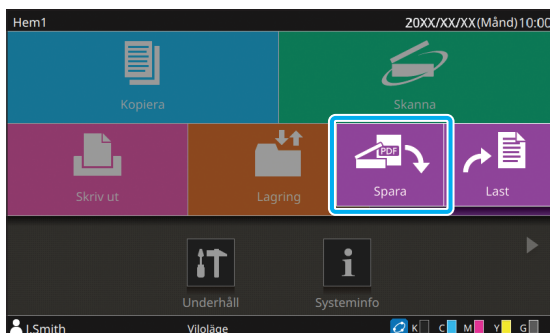 Hem1 20XX/XX/XX(Månd)10:00
Kopiera Skanna
PDF
Skriv ut Lagring Spara Last
Underhåll Systeminfo
J.Smith Viloläge K C M Y G